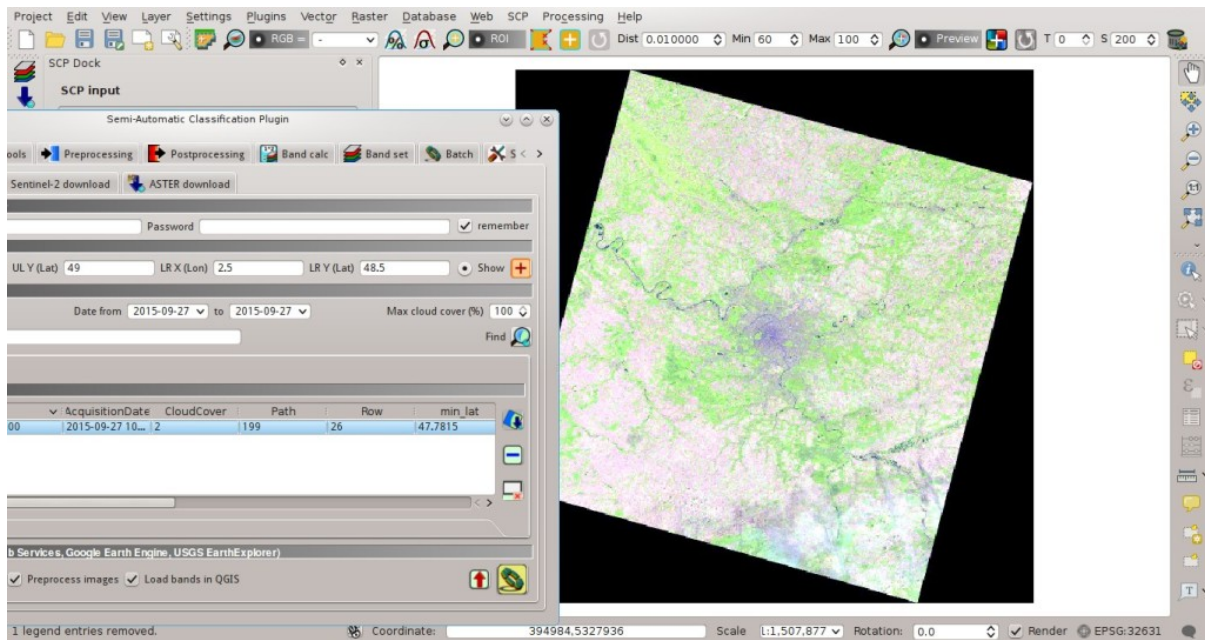 Project Edit View Layer Settings Plugins Vector Raster Database Web SCP Processing Help
RGB = - ROI Dist 0.010000 Min 60 Max 100 Preview T 0 S 200
SCP Dock
SCP input
Semi-Automatic Classification Plugin
ools Preprocessing Postprocessing Band calc Band set Batch S < >
Sentinel-2 download ASTER download
Password remember
UL Y (Lat) 49 LR X (Lon) 2.5 LR Y (Lat) 48.5 Show
Date from 2015-09-27 to 2015-09-27 Max cloud cover (%) 100
Find
AcquisitionDate CloudCover Path Row min_lat
00 2015-09-27 10... 2 199 26 47.7815
b Services, Google Earth Engine, USGS EarthExplorer)
Preprocess images Load bands in QGIS
1 legend entries removed. Coordinate: 394984,5327936 Scale 1:1,507,877 Rotation: 0.0 Render EPSG:32631